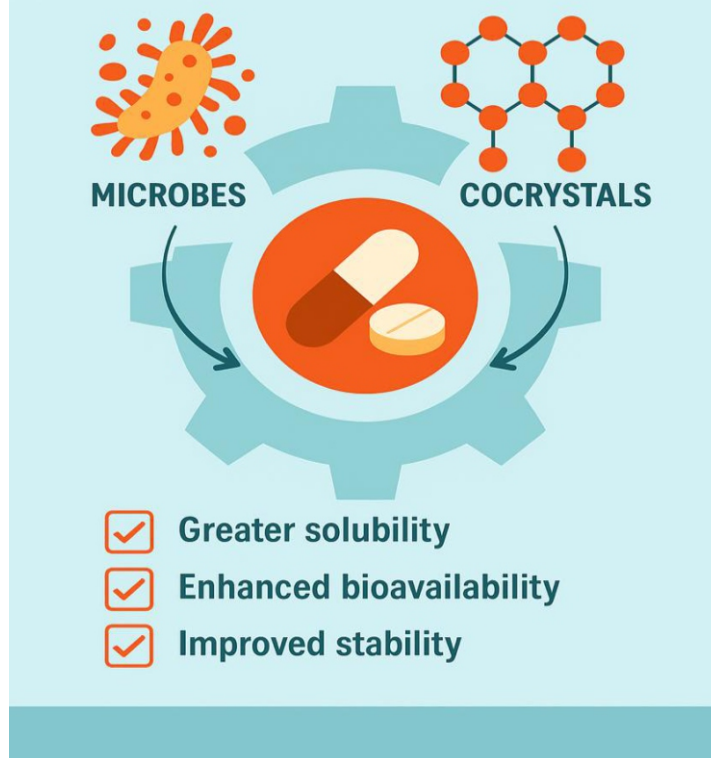 MICROBES
COCRYSTALS
Greater solubility
Enhanced bioavailability
Improved stability